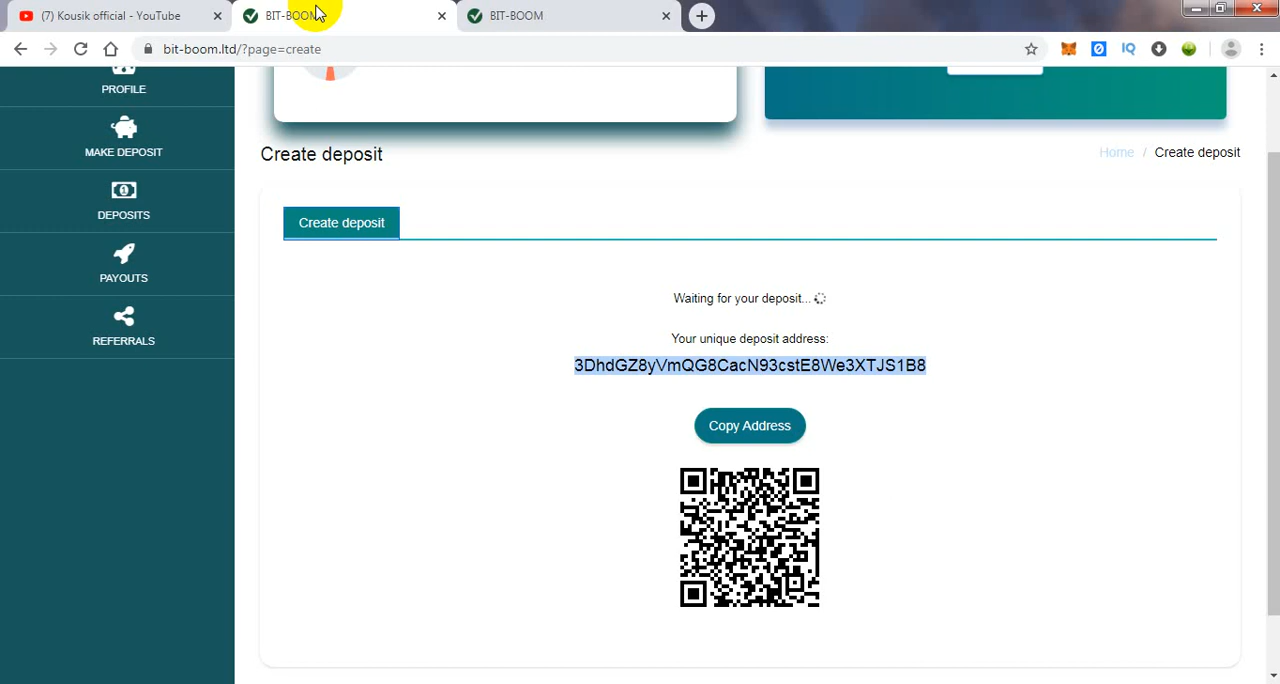 (7) Kousik official - YouTube
BIT-BOOM
BIT-BOOM
bit-boom.ltd/?page=create
PROFILE
MAKE DEPOSIT
DEPOSITS
PAYOUTS
REFERRALS
Create deposit
Home / Create deposit
Create deposit
Waiting for your deposit...
Your unique deposit address:
3DhdGZ8yVmQG8CacN93cstE8We3XTJS1B8
Copy Address